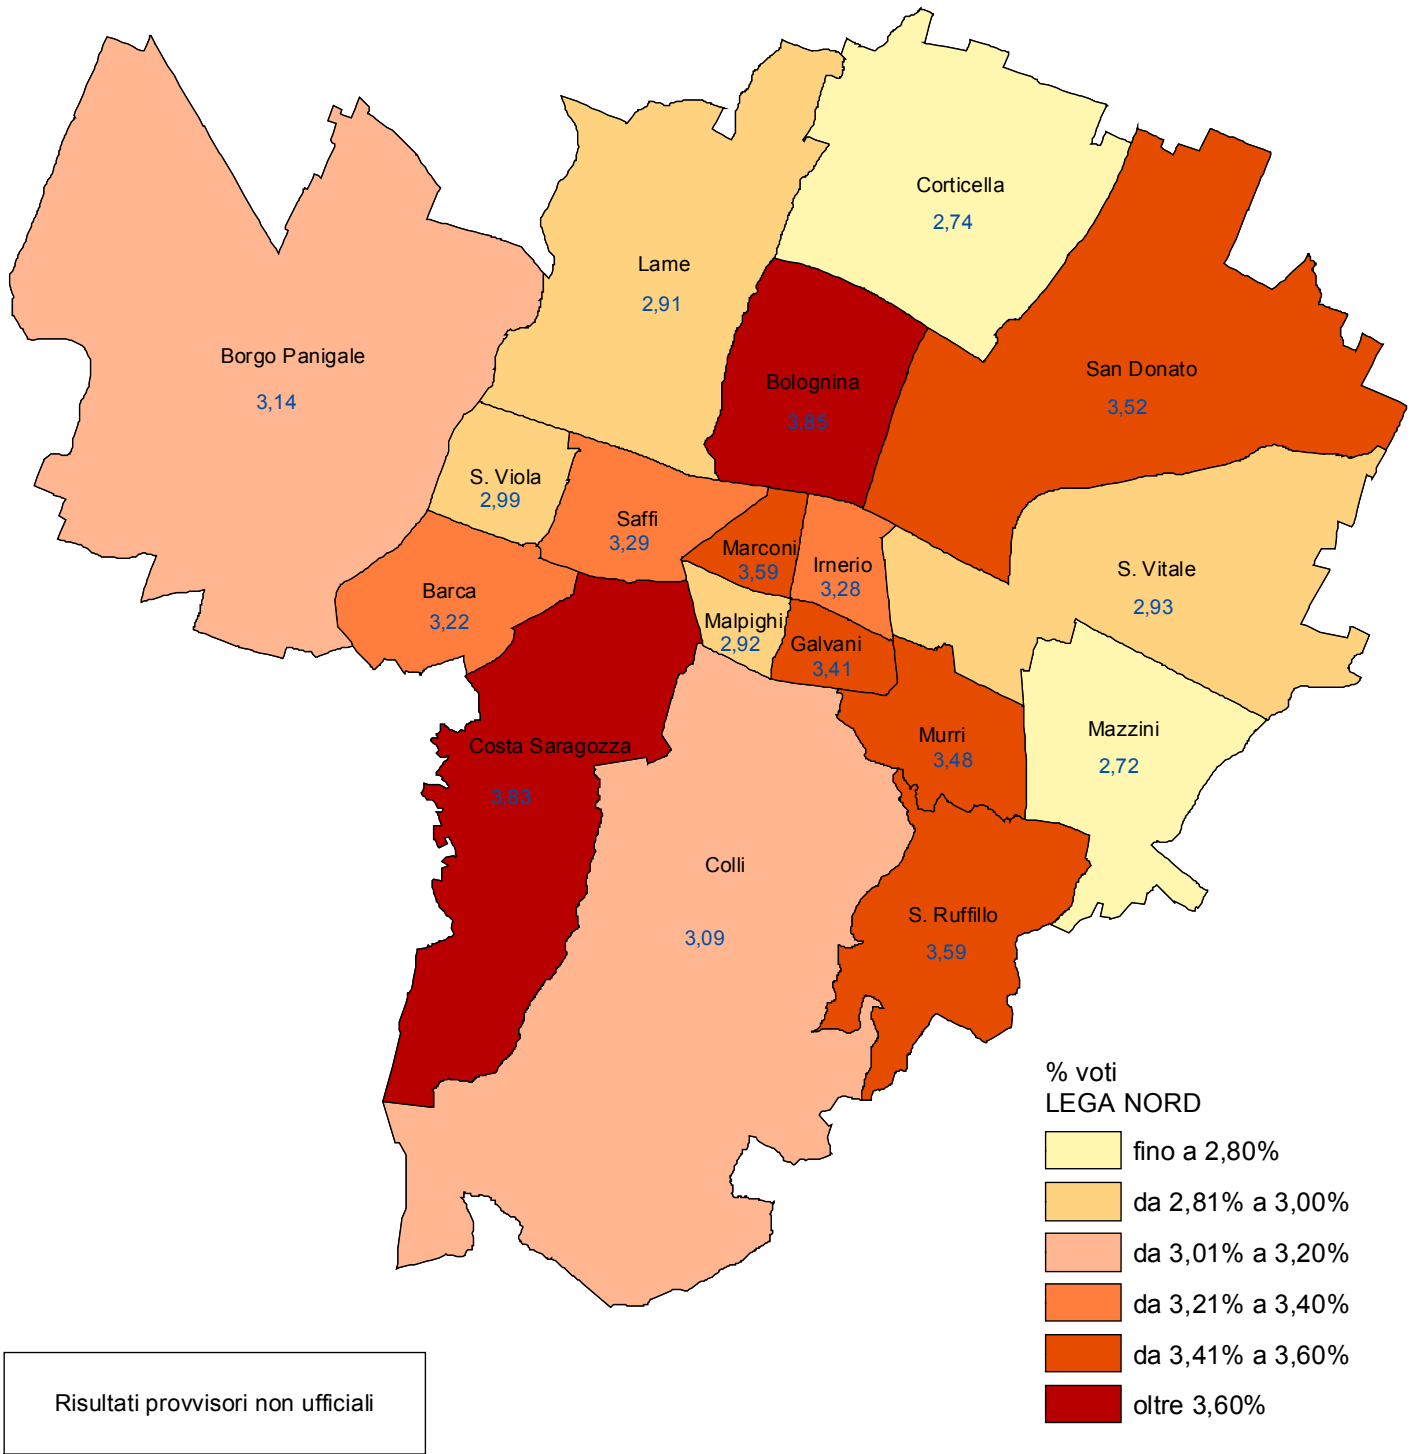 Corticella
2,74
Lame
2,91
Borgo Panigale
3,14
Bolognina
3,85
San Donato
3,52
S. Viola
2,99
Saffi
3,29
Marconi
3,59
Irnerio
3,28
S. Vitale
2,93
Barca
3,22
Malpighi
2,92
Galvani
3,41
Costa Saragozza
3,83
Murri
3,48
Mazzini
2,72
Colli
3,09
S. Ruffillo
3,59
% voti
LEGA NORD
fino a 2,80%
da 2,81% a 3,00%
da 3,01% a 3,20%
da 3,21% a 3,40%
da 3,41% a 3,60%
oltre 3,60%
Risultati provvisori non ufficiali